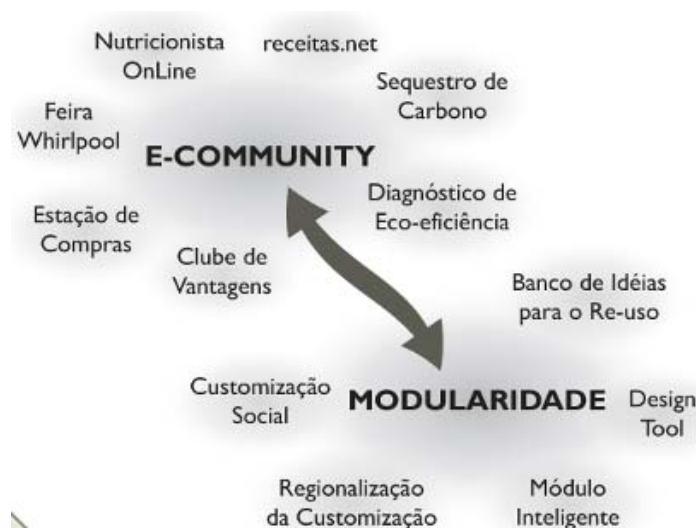 Nutricionista
OnLine
receitas.net
Sequestro de
Carbono
Feira
Whirlpool
E-COMMUNITY
Diagnóstico de
Eco-eficiência
Estação de
Compras
Clube de
Vantagens
Banco de Idéias
para o Re-uso
Customização
Social
MODULARIDADE
Design
Tool
Regionalização
da Customização
Módulo
Inteligente